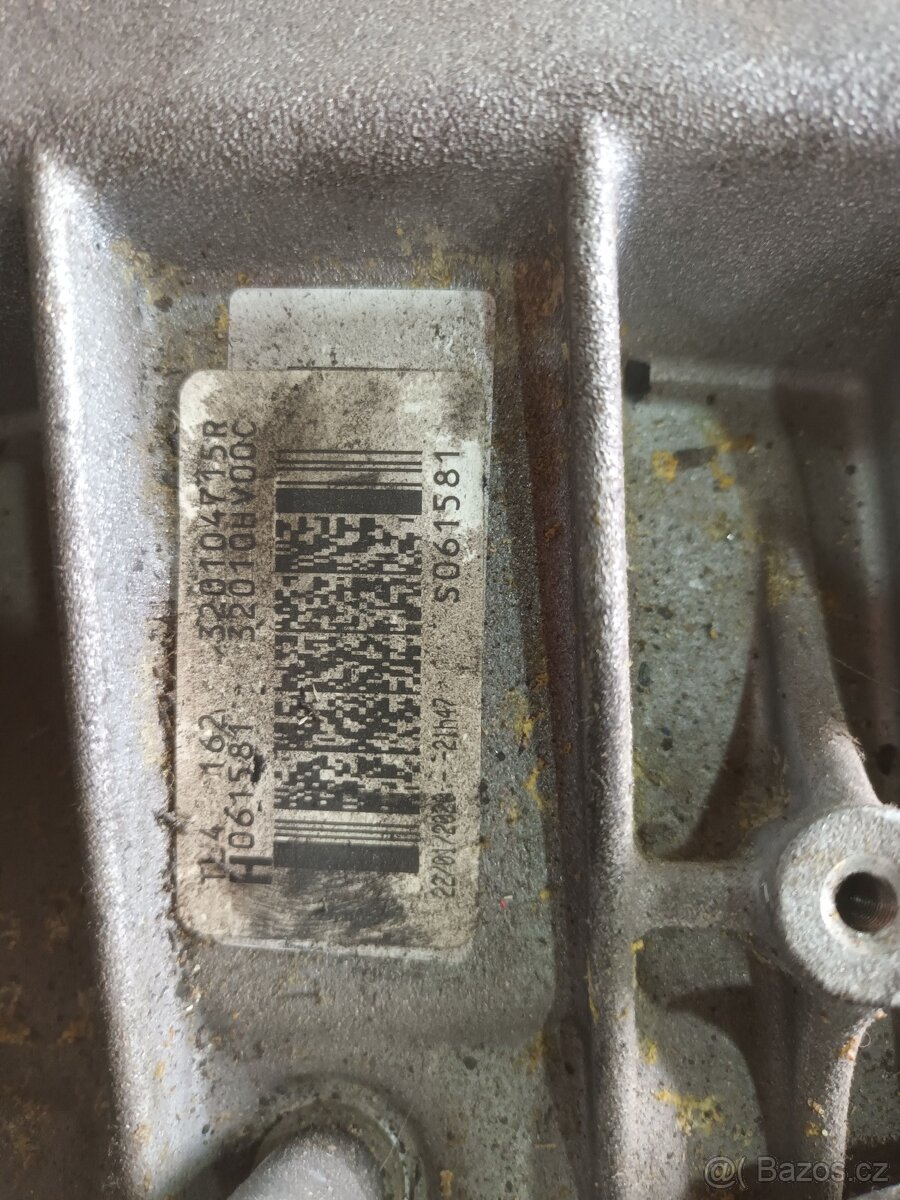 TL4 162 320104715R
H061581 32010HV00C
H
S061581
22/01/2020 - 21h47
@( Bazos.cz